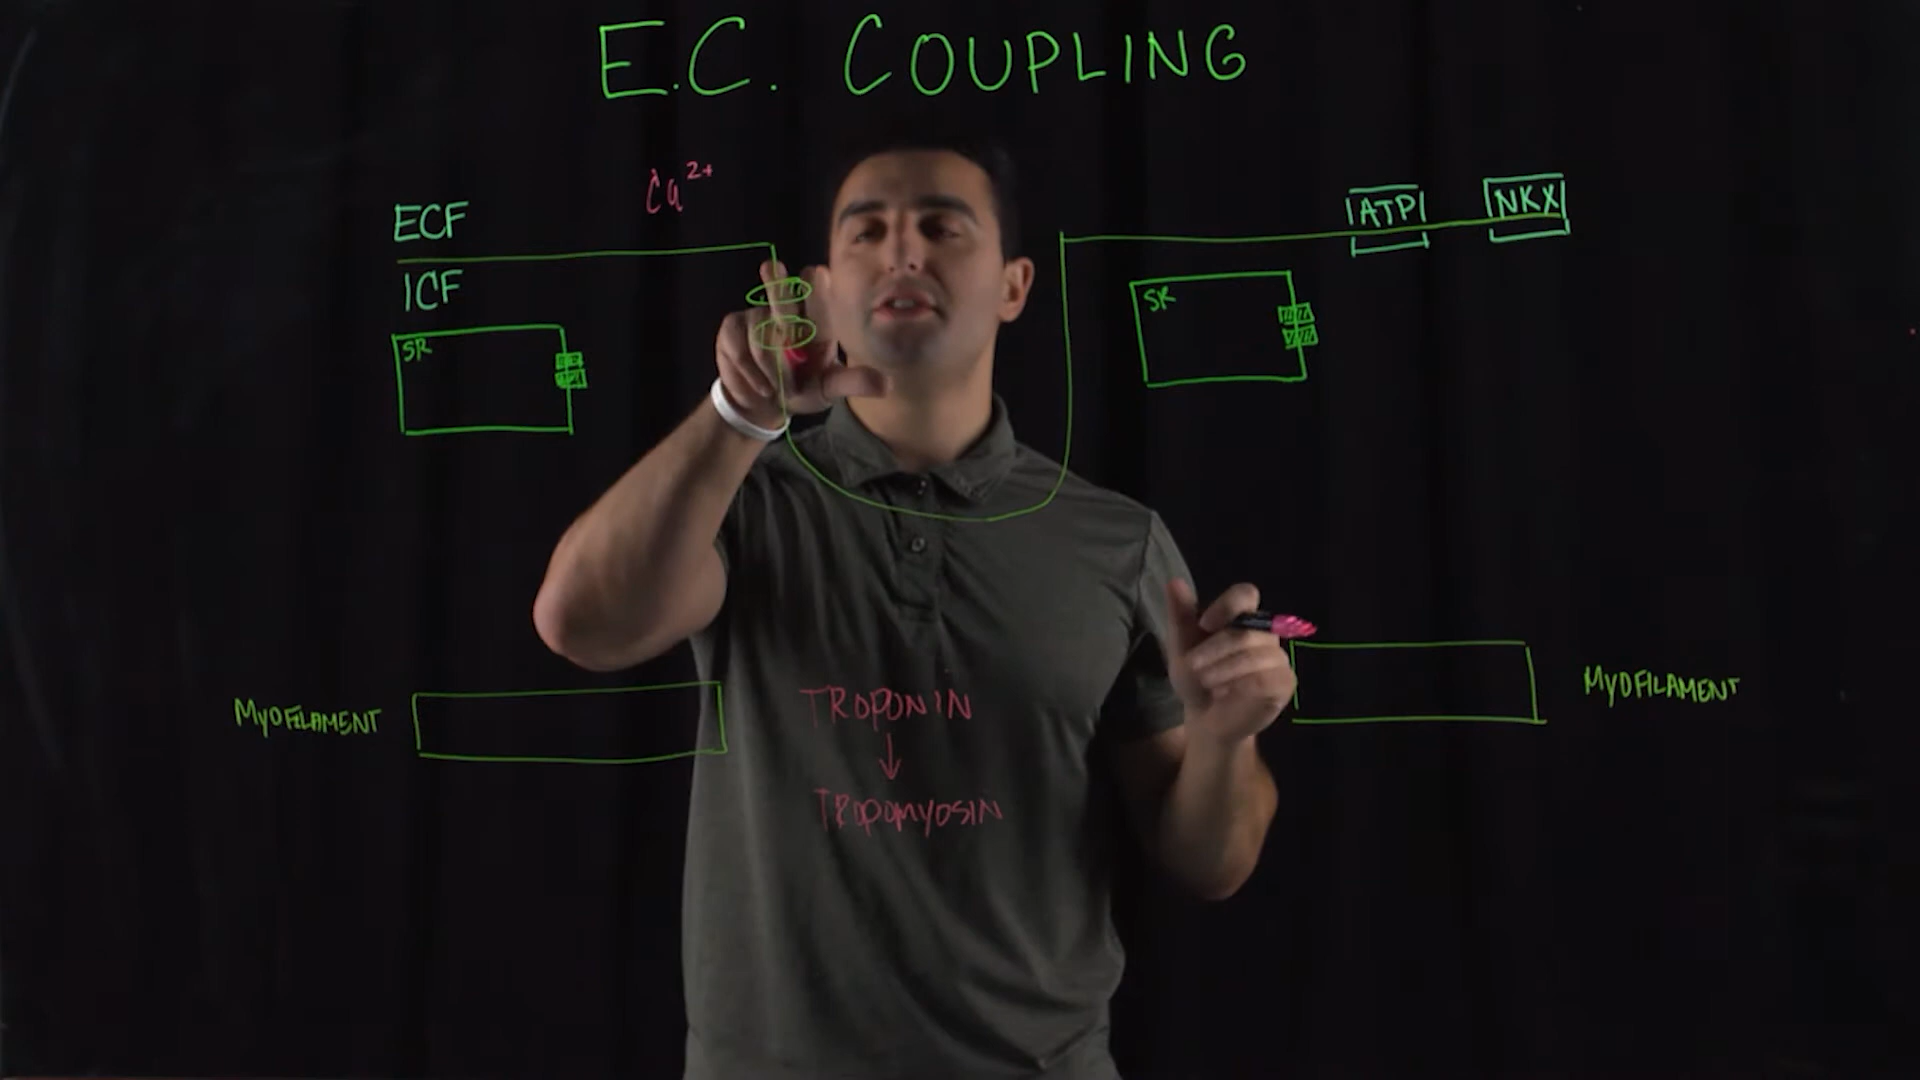 E.C. COUPLING
Ca²⁺
ECF
ATP
NKX
ICF
SR
SR
MYOFILAMENT
MYOFILAMENT
TROPONIN
↓
TROPOMYOSIN